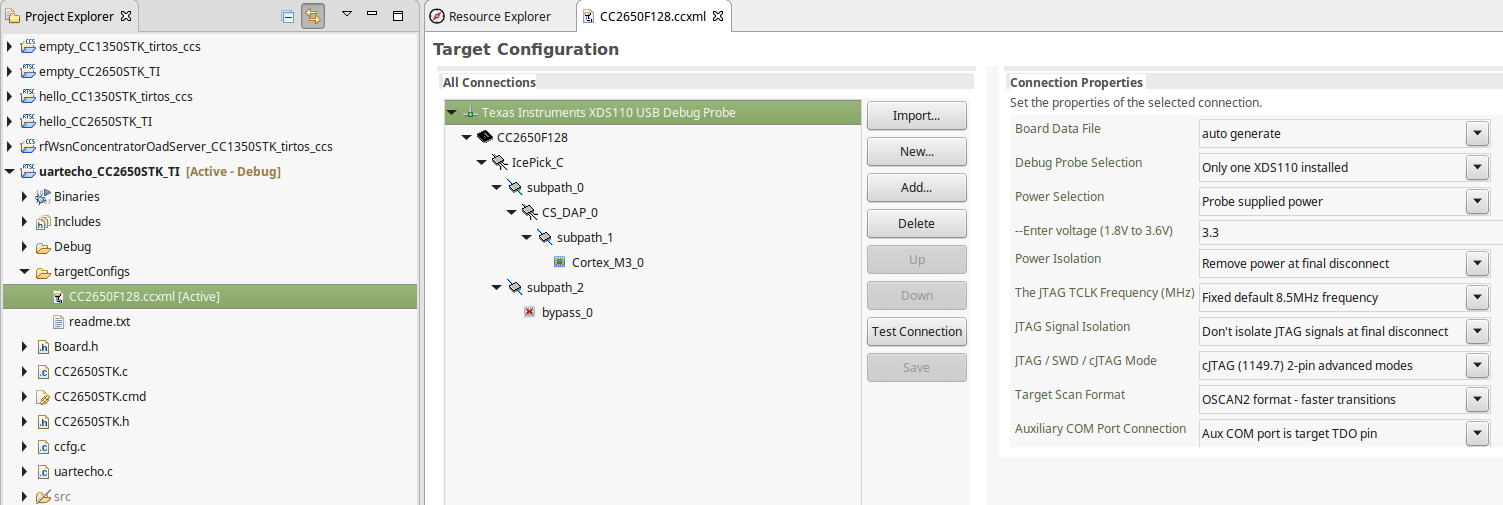 Project Explorer
CCS empty_CC1350STK_tirtos_ccs
RTSC empty_CC2650STK_TI
CCS hello_CC1350STK_tirtos_ccs
RTSC hello_CC2650STK_TI
RTSC rfWsnConcentratorOadServer_CC1350STK_tirtos_ccs
RTSC uartecho_CC2650STK_TI [Active - Debug]
Binaries
Includes
Debug
targetConfigs
CC2650F128.ccxml [Active]
readme.txt
Board.h
CC2650STK.c
CC2650STK.cmd
CC2650STK.h
ccfg.c
uartecho.c
src
Resource Explorer
CC2650F128.ccxml
Target Configuration
All Connections
Texas Instruments XDS110 USB Debug Probe
CC2650F128
IcePick_C
subpath_0
CS_DAP_0
subpath_1
Cortex_M3_0
subpath_2
bypass_0
Import...
New...
Add...
Delete
Up
Down
Test Connection
Save
Connection Properties
Set the properties of the selected connection.
Board Data File auto generate
Debug Probe Selection Only one XDS110 installed
Power Selection Probe supplied power
--Enter voltage (1.8V to 3.6V) 3.3
Power Isolation Remove power at final disconnect
The JTAG TCLK Frequency (MHz) Fixed default 8.5MHz frequency
JTAG Signal Isolation Don't isolate JTAG signals at final disconnect
JTAG / SWD / cJTAG Mode cJTAG (1149.7) 2-pin advanced modes
Target Scan Format OSCAN2 format - faster transitions
Auxiliary COM Port Connection Aux COM port is target TDO pin